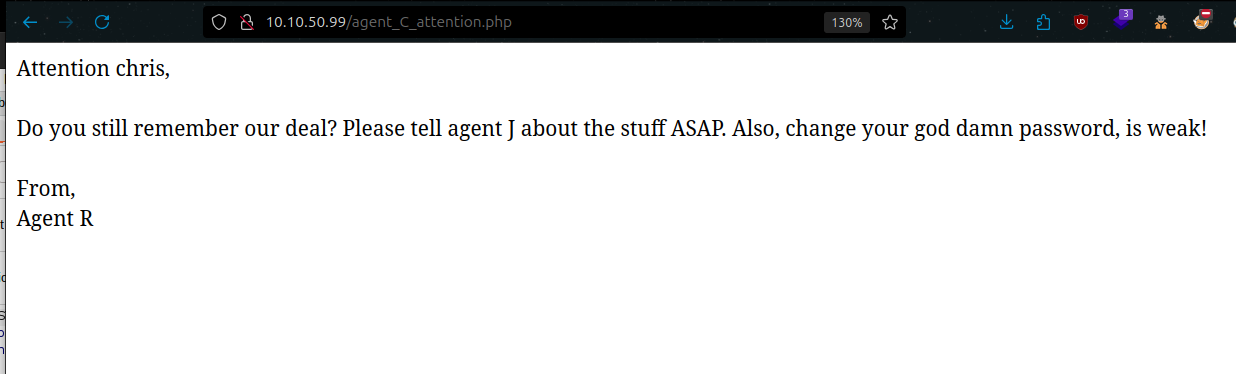 10.10.50.99/agent_C_attention.php
130%
3
Attention chris,
Do you still remember our deal? Please tell agent J about the stuff ASAP. Also, change your god damn password, is weak!
From,
Agent R